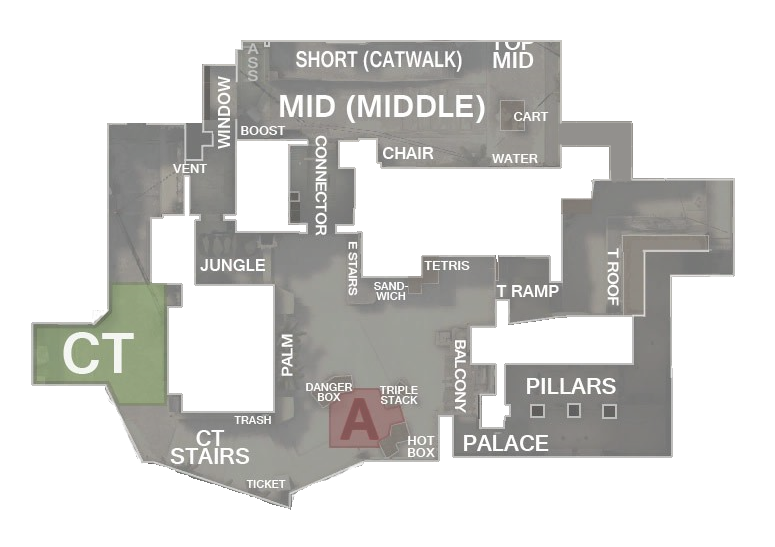 ASS
SHORT (CATWALK)
TOP
MID
WINDOW
MID (MIDDLE)
CART
BOOST
CONNECTOR
CHAIR
WATER
VENT
JUNGLE
E STAIRS
TETRIS
SAND-
WICH
T RAMP
T ROOF
CT
PALM
BALCONY
DANGER
BOX
TRIPLE
STACK
PILLARS
A
TRASH
CT
STAIRS
HOT
BOX
PALACE
TICKET